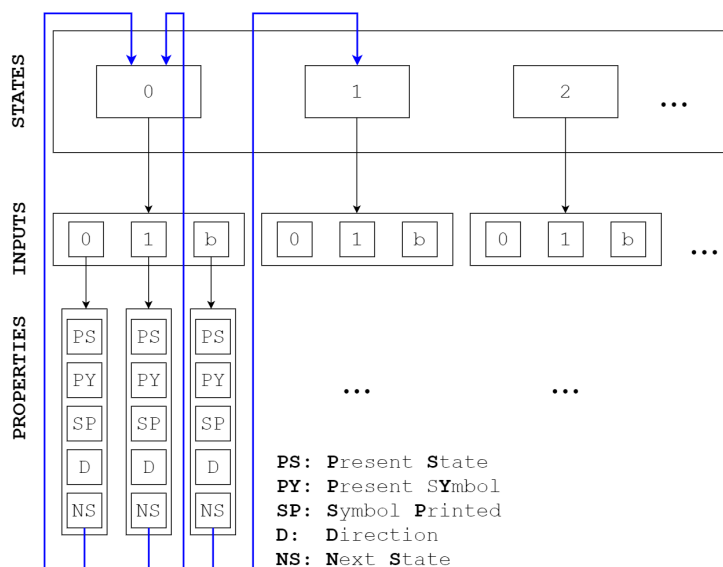 STATES
0
1
2
...
INPUTS
0 1 b
0 1 b
0 1 b
...
PROPERTIES
PS PS PS
PY PY PY
SP SP SP
D D D
NS NS NS
...
...
PS: Present State
PY: Present SYmbol
SP: Symbol Printed
D: Direction
NS: Next State